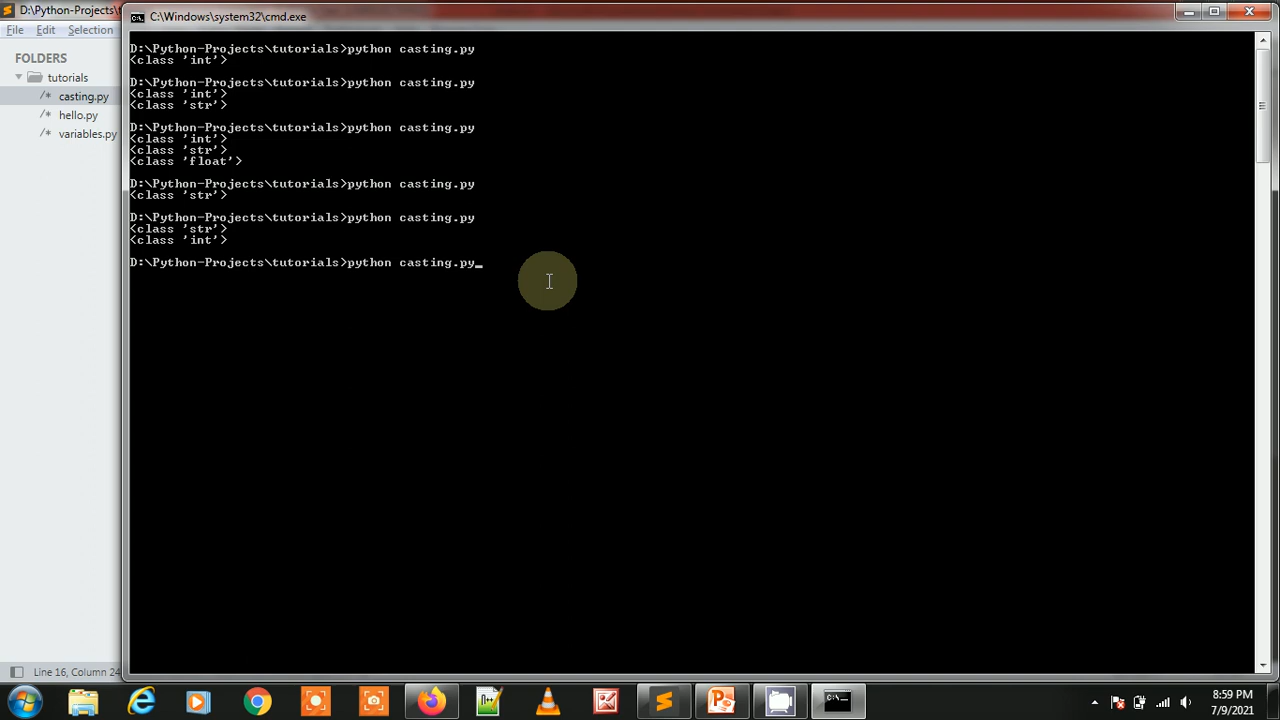 D:\Python-Projects\t
C:\Windows\system32\cmd.exe
File Edit Selection
FOLDERS
tutorials
/* casting.py
/* hello.py
/* variables.py
D:\Python-Projects\tutorials>python casting.py
<class 'int'>
D:\Python-Projects\tutorials>python casting.py
<class 'int'>
<class 'str'>
D:\Python-Projects\tutorials>python casting.py
<class 'int'>
<class 'str'>
<class 'float'>
D:\Python-Projects\tutorials>python casting.py
<class 'str'>
D:\Python-Projects\tutorials>python casting.py
<class 'str'>
<class 'int'>
D:\Python-Projects\tutorials>python casting.py_
Line 16, Column 24
8:59 PM
7/9/2021